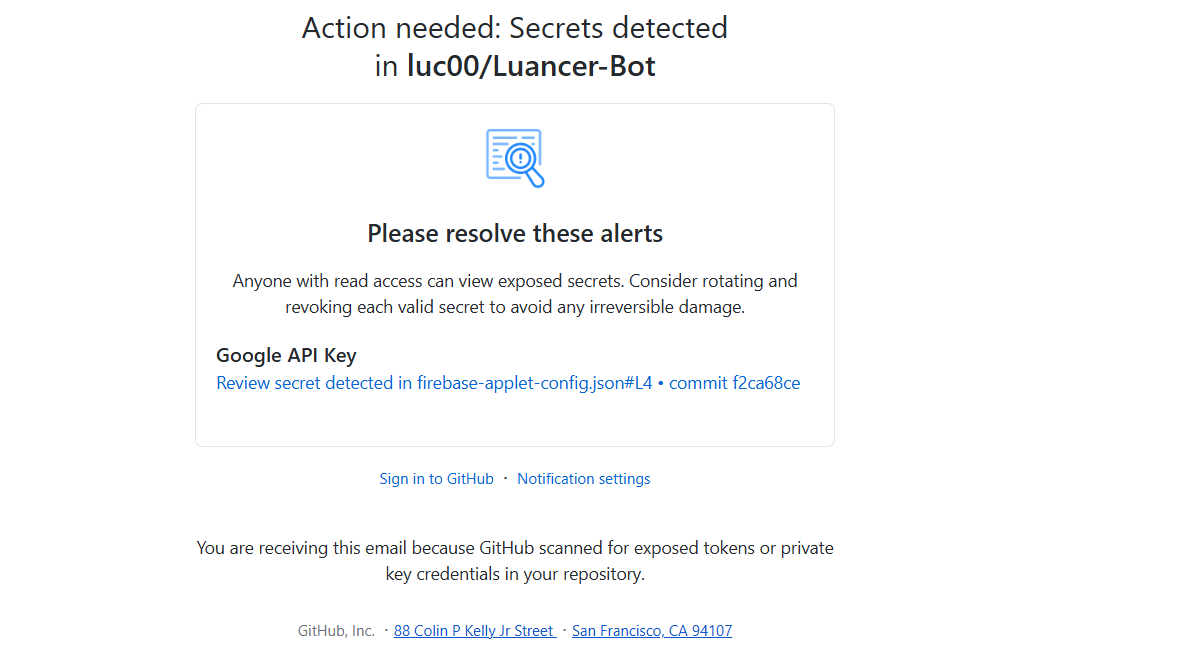 Action needed: Secrets detected
in luc00/Luancer-Bot
Please resolve these alerts
Anyone with read access can view exposed secrets. Consider rotating and
revoking each valid secret to avoid any irreversible damage.
Google API Key
Review secret detected in firebase-applet-config.json#L4 • commit f2ca68ce
Sign in to GitHub · Notification settings
You are receiving this email because GitHub scanned for exposed tokens or private
key credentials in your repository.
GitHub, Inc. ・88 Colin P Kelly Jr Street ・San Francisco, CA 94107